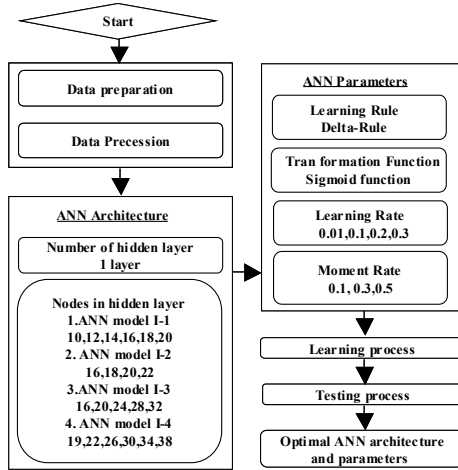 Start
Data preparation
Data Precession
ANN Architecture
Number of hidden layer
1 layer
Nodes in hidden layer
1.ANN model I-1
10,12,14,16,18,20
2. ANN model I-2
16,18,20,22
3.ANN model I-3
16,20,24,28,32
4. ANN model I-4
19,22,26,30,34,38
ANN Parameters
Learning Rule
Delta-Rule
Tran formation Function
Sigmoid function
Learning Rate
0.01,0.1,0.2,0.3
Moment Rate
0.1, 0.3,0.5
Learning process
Testing process
Optimal ANN architecture
and parameters